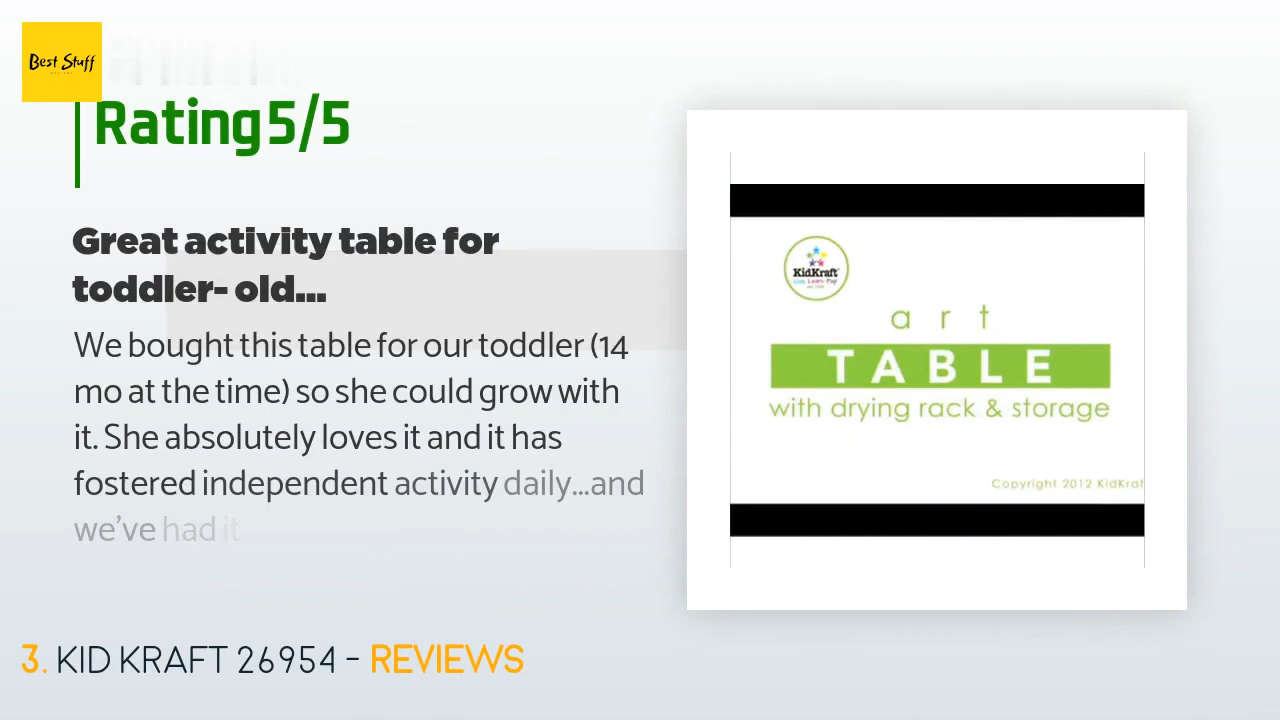 Best Stuff
Rating 5/5
Great activity table for
toddler- old...
We bought this table for our toddler (14
mo at the time) so she could grow with
it. She absolutely loves it and it has
fostered independent activity daily...and
we've had it
KidKraft
art
TABLE
with drying rack & storage
Copyright 2012 KidKraf
3. KID KRAFT 26954 - REVIEWS